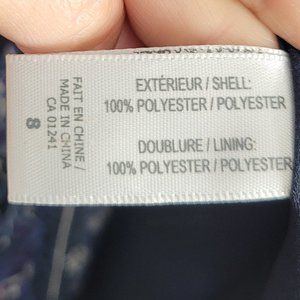 EXTÉRIEUR / SHELL:
100% POLYESTER / POLYESTER
DOUBLURE / LINING:
100% POLYESTER / POLYESTER
FAIT EN CHINE /
MADE IN CHINA
CA 01241
8